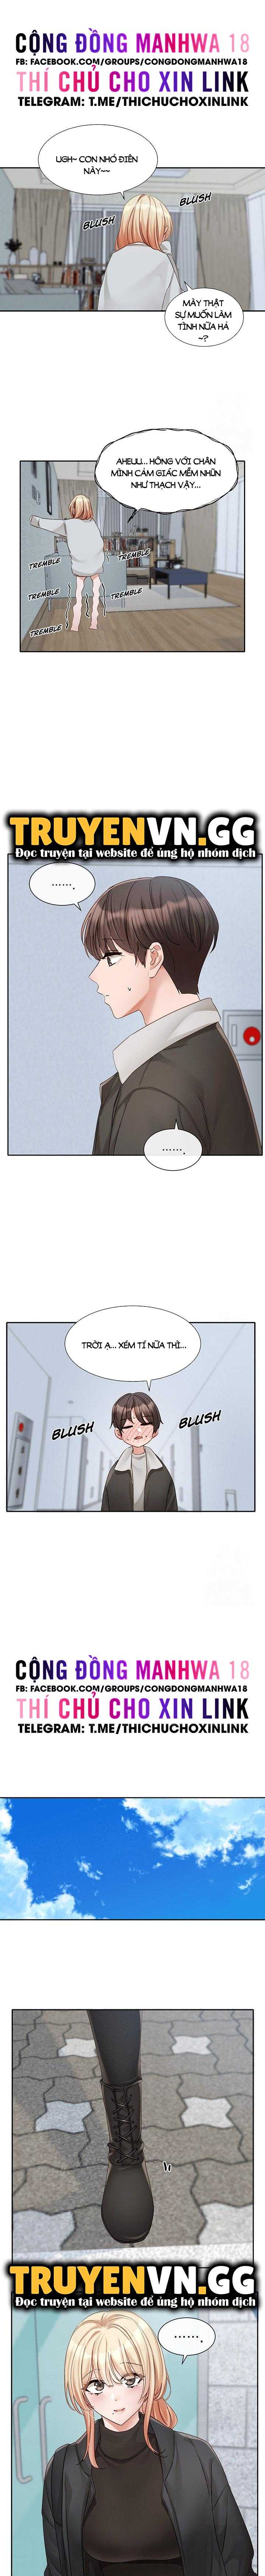 CỘNG ĐỒNG MANHWA 18
FB: FACEBOOK.COM/GROUPS/CONGDONGMANHWA18
THÍ CHỦ CHO XIN LINK
TELEGRAM: T.ME/THICHUCHOXINLINK
UGH~ CON NHỎ ĐIÊN
NÀY~~
BLUSH
BLUSH
MÀY THẬT
SỰ MUỐN LÀM
TÌNH NỮA HẢ
~?
AHEUU... HÔNG VỚI CHÂN
MÌNH CẢM GIÁC MỀM NHŨN
NHƯ THẠCH VẬY...
TREMBLE
TREMBLE
TREMBLE
TREMBLE
TREMBLE
TRUYENVN.GG
Đọc truyện tại website để ủng hộ nhóm dịch
.......
.......
TRỜI Ạ... XÉM TÍ NỮA THÌ...
BLUSH
BLUSH
CỘNG ĐỒNG MANHWA 18
FB: FACEBOOK.COM/GROUPS/CONGDONGMANHWA18
THÍ CHỦ CHO XIN LINK
TELEGRAM: T.ME/THICHUCHOXINLINK
TRUYENVN.GG
Đọc truyện tại website để ủng hộ nhóm dịch
.......